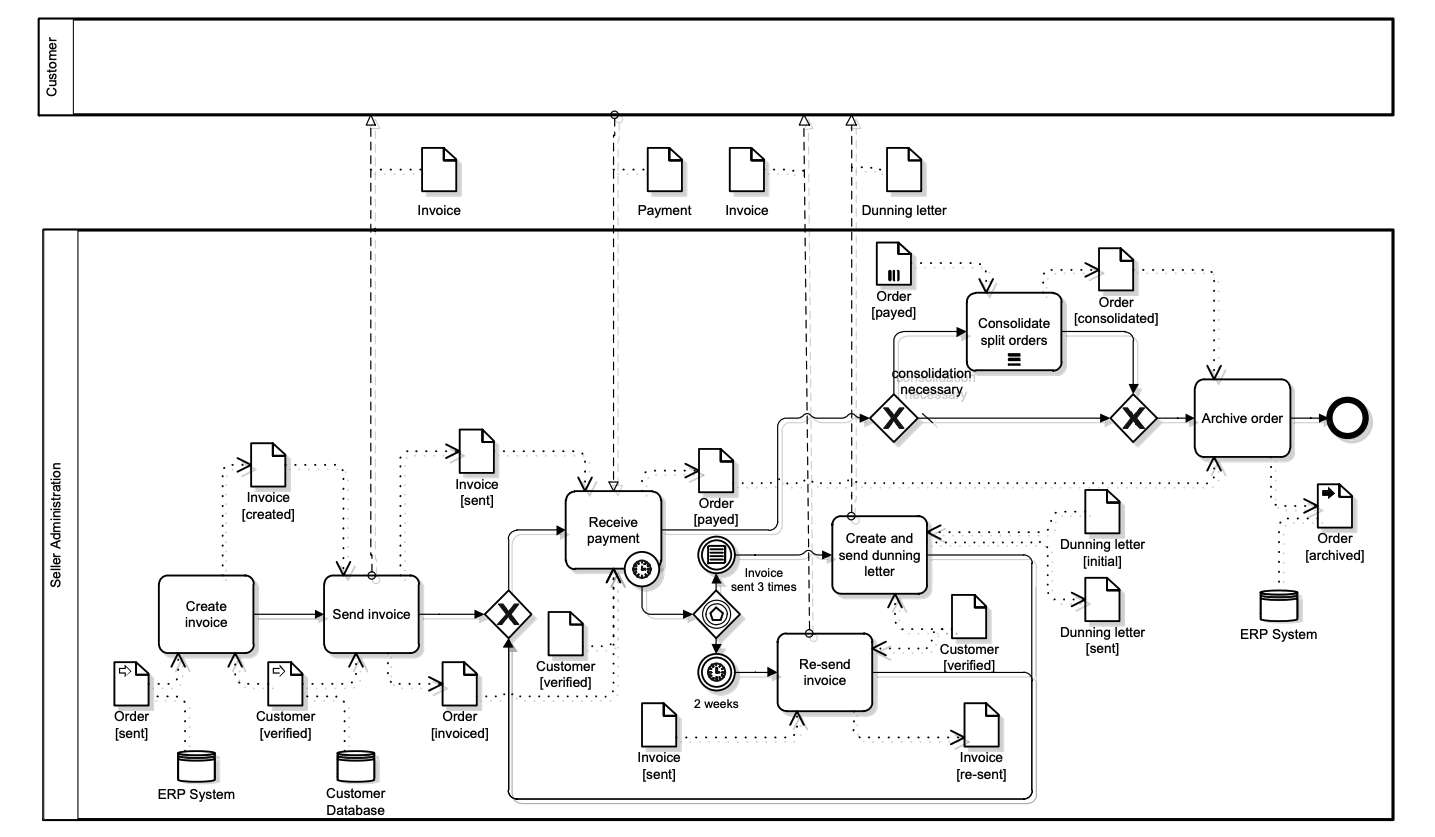 Customer
Invoice
Payment
Invoice
Dunning letter
Seller Administration
Order
[payed]
Consolidate
split orders
Order
[consolidated]
consolidation
necessary
Archive order
Invoice
[created]
Invoice
[sent]
Receive
payment
Order
[payed]
Create and
send dunning
letter
Dunning letter
[initial]
Order
[archived]
Invoice
sent 3 times
Create
invoice
Send invoice
Customer
[verified]
Dunning letter
[sent]
ERP System
Re-send
invoice
Customer
[verified]
2 weeks
Order
[sent]
Customer
[verified]
Order
[invoiced]
Invoice
[sent]
Invoice
[re-sent]
ERP System
Customer
Database